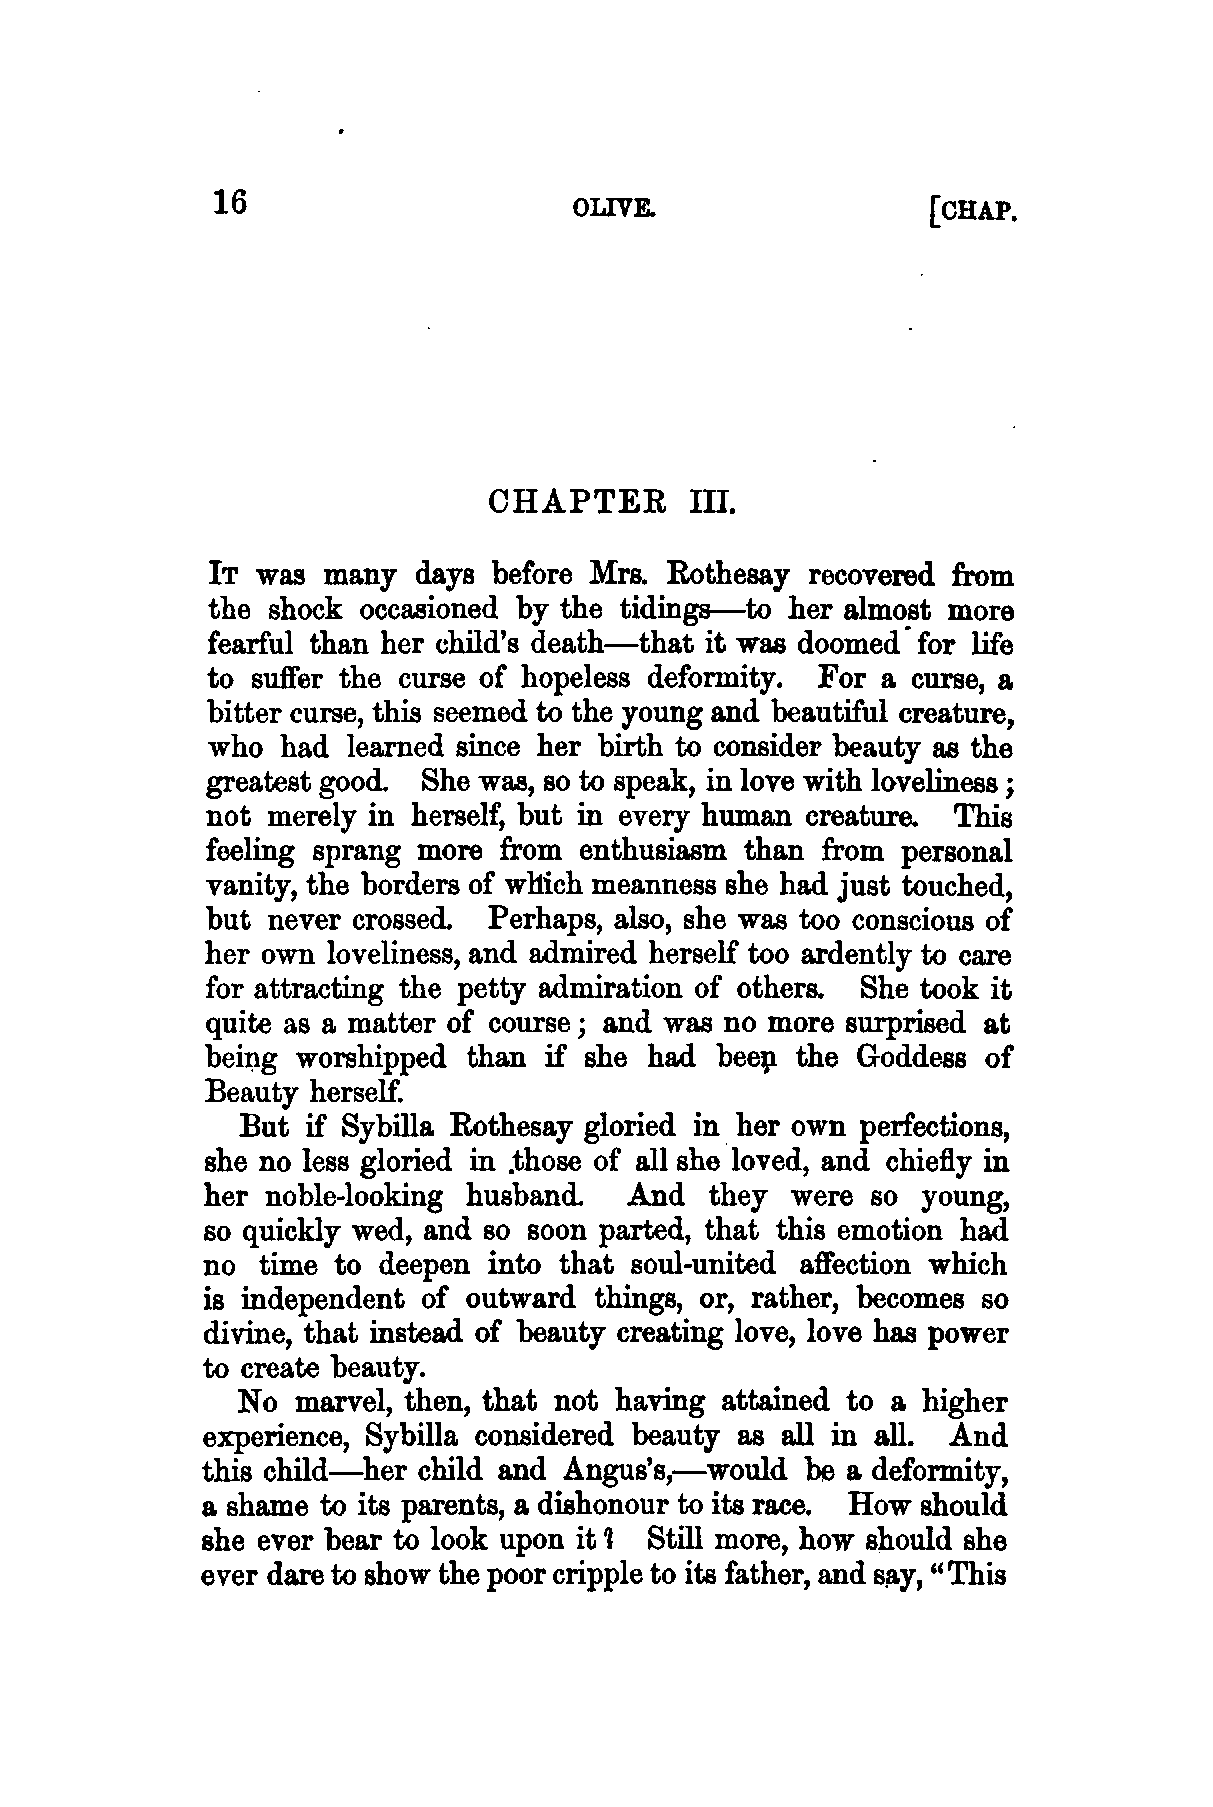 16 OLIVE. [CHAP.
CHAPTER III.
IT was many days before Mrs. Rothesay recovered from
the shock occasioned by the tidings—to her almost more
fearful than her child's death—that it was doomed for life
to suffer the curse of hopeless deformity. For a curse, a
bitter curse, this seemed to the young and beautiful creature,
who had learned since her birth to consider beauty as the
greatest good. She was, so to speak, in love with loveliness;
not merely in herself, but in every human creature. This
feeling sprang more from enthusiasm than from personal
vanity, the borders of which meanness she had just touched,
but never crossed. Perhaps, also, she was too conscious of
her own loveliness, and admired herself too ardently to care
for attracting the petty admiration of others. She took it
quite as a matter of course; and was no more surprised at
being worshipped than if she had been the Goddess of
Beauty herself.
But if Sybilla Rothesay gloried in her own perfections,
she no less gloried in those of all she loved, and chiefly in
her noble-looking husband. And they were so young,
so quickly wed, and so soon parted, that this emotion had
no time to deepen into that soul-united affection which
is independent of outward things, or, rather, becomes so
divine, that instead of beauty creating love, love has power
to create beauty.
No marvel, then, that not having attained to a higher
experience, Sybilla considered beauty as all in all. And
this child—her child and Angus's,—would be a deformity,
a shame to its parents, a dishonour to its race. How should
she ever bear to look upon it? Still more, how should she
ever dare to show the poor cripple to its father, and say, "This